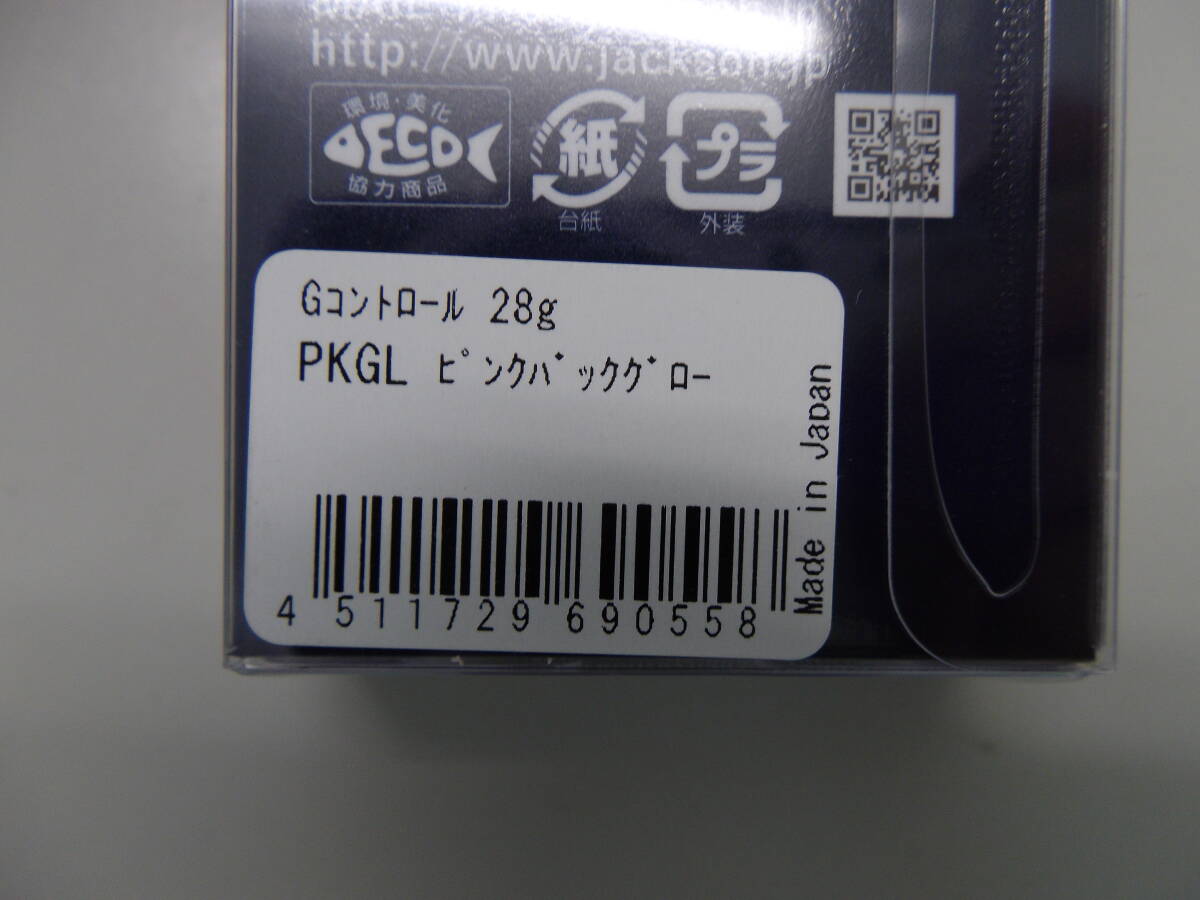 http://www.jackson.jp
環境・美化
ECO
協力商品
紙
台紙
プラ
外装
Gｺﾝﾄﾛｰﾙ 28g
PKGL ﾋﾟﾝｸﾊﾞｯｸｸﾞﾛｰ
Made in Japan
4 511729 690558